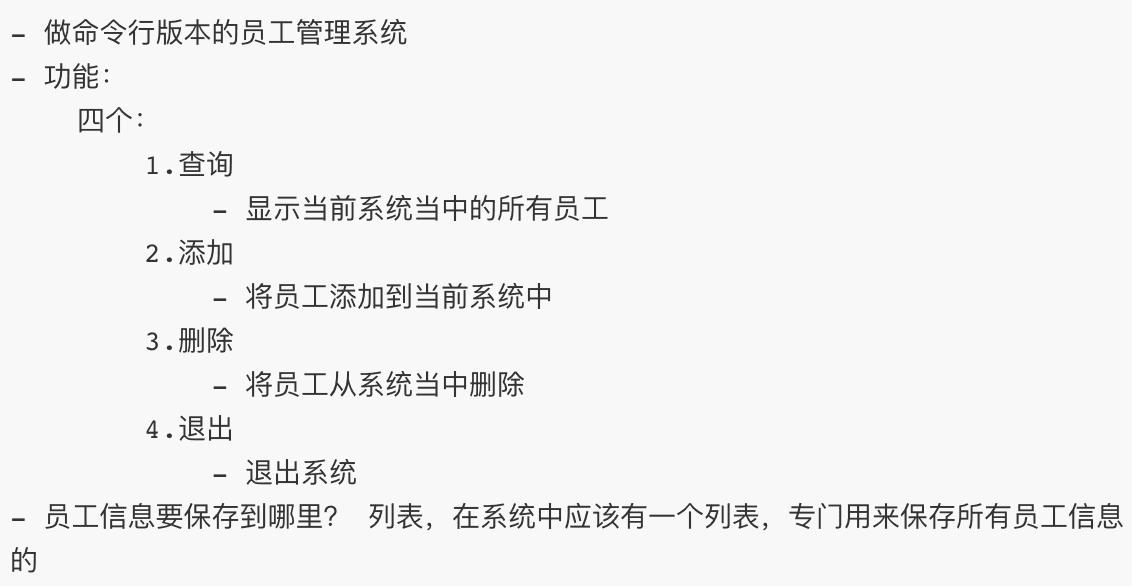 - 做命令行版本的员工管理系统
- 功能：
四个：
1.查询
- 显示当前系统当中的所有员工
2.添加
- 将员工添加到当前系统中
3.删除
- 将员工从系统当中删除
4.退出
- 退出系统
- 员工信息要保存到哪里？ 列表，在系统中应该有一个列表，专门用来保存所有员工信息
的